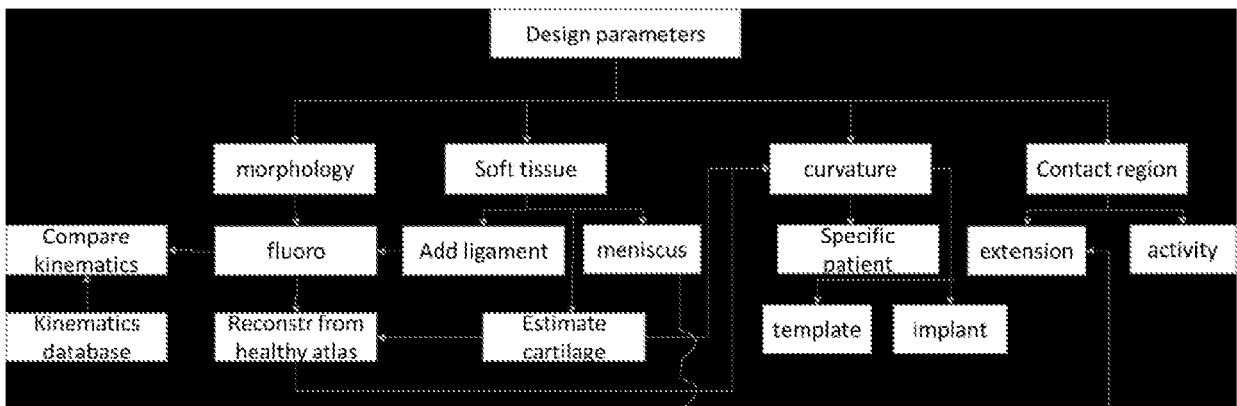 Design parameters
morphology
Soft tissue
curvature
Contact region
Compare
kinematics
fluoro
Add ligament
meniscus
Specific
patient
extension
activity
Kinematics
database
Reconstr from
healthy atlas
Estimate
cartilage
template
implant